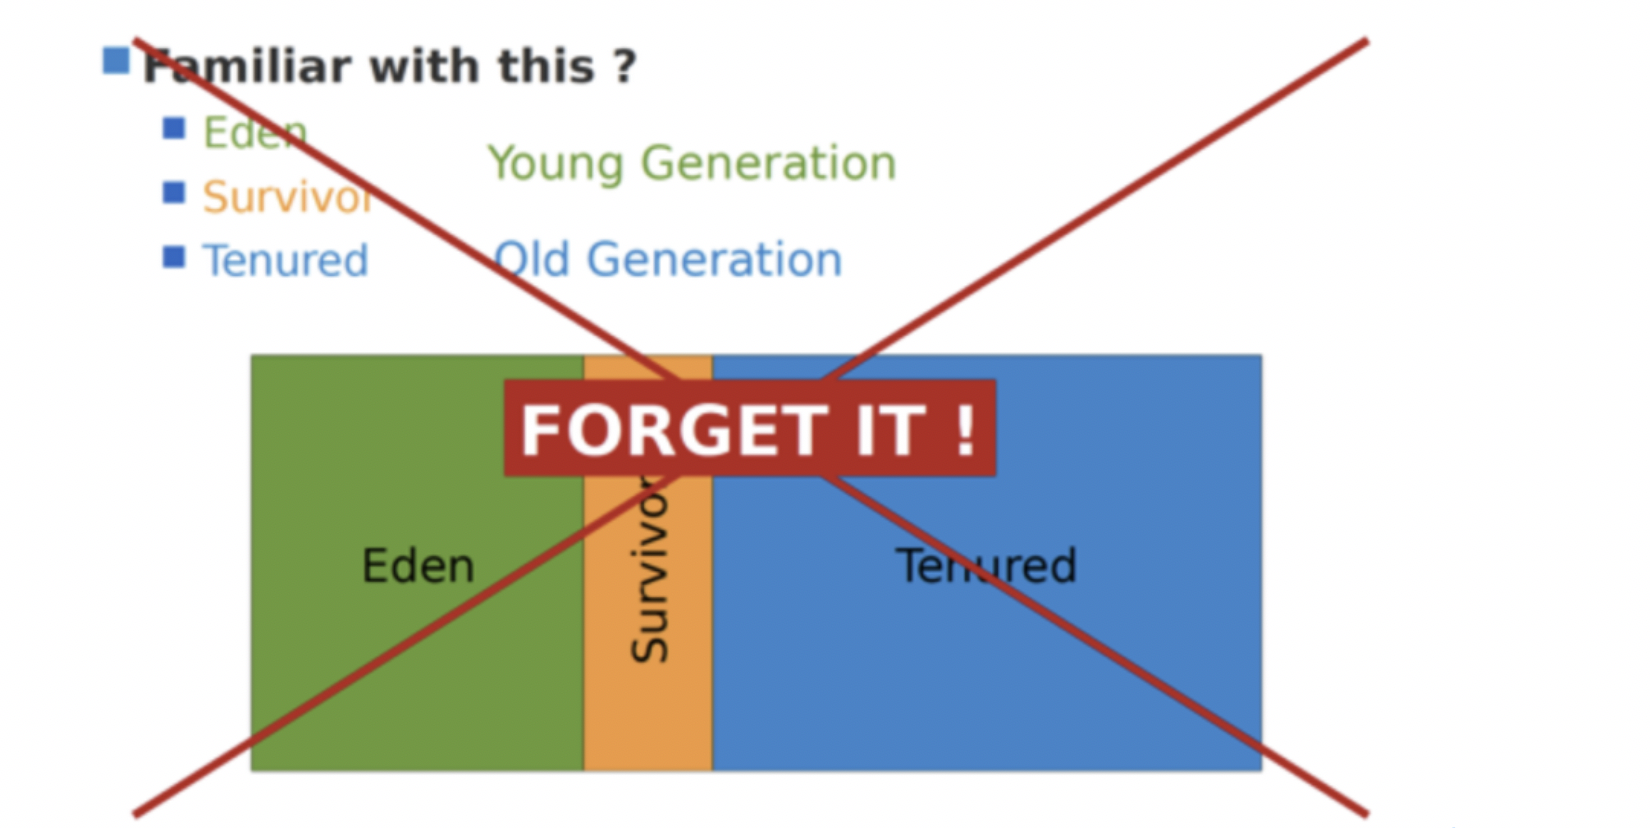 Familiar with this ?
Eden
Young Generation
Survivor
Tenured
Old Generation
FORGET IT !
Eden
Survivor
Tenured